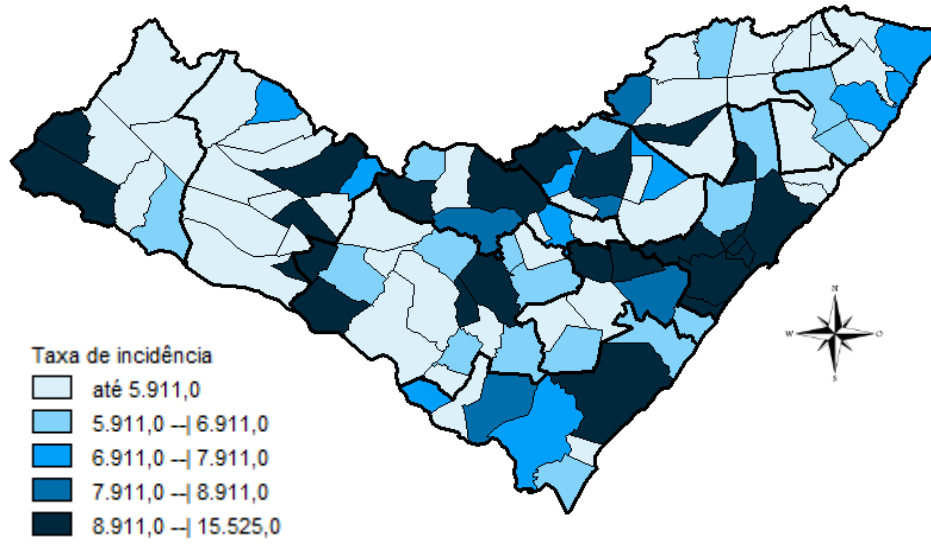 N
W
O
S
Taxa de incidência
até 5.911,0
5.911,0 --| 6.911,0
6.911,0 --| 7.911,0
7.911,0 --| 8.911,0
8.911,0 --| 15.525,0